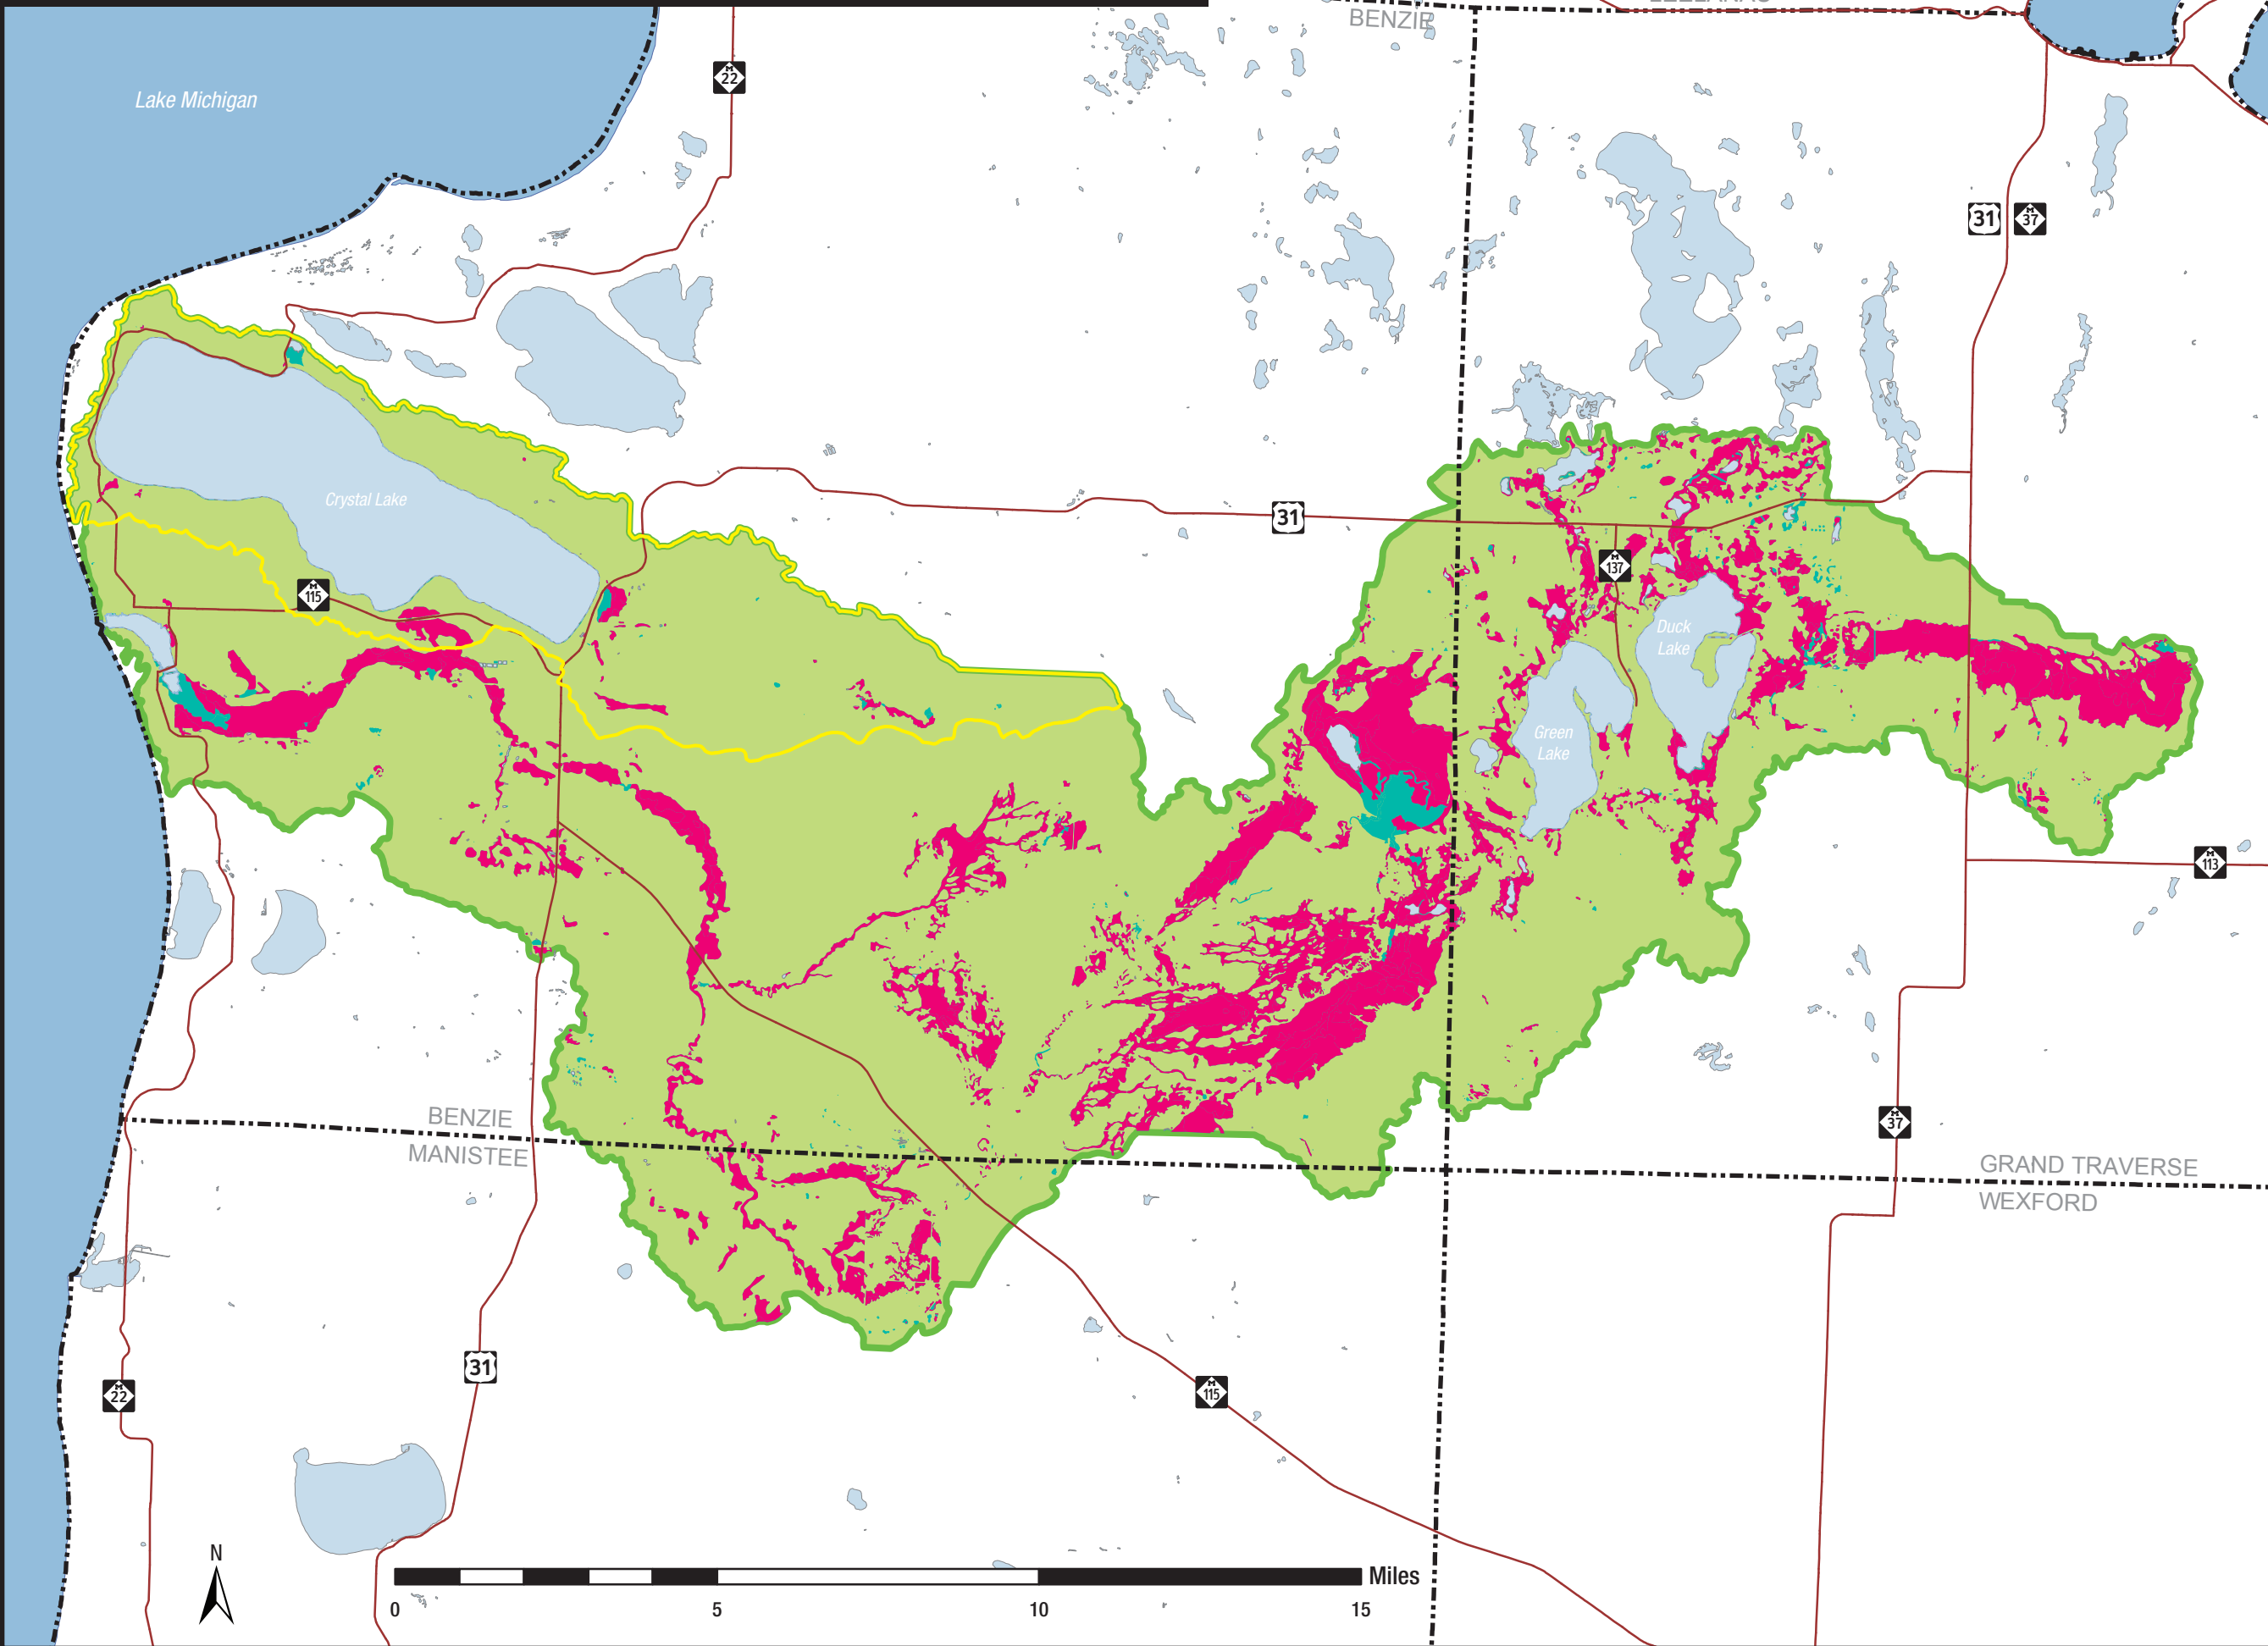 BENZIE
M
22
Lake Michigan
31
M
37
Crystal Lake
31
M
137
M
115
Duck
Lake
Green
Lake
M
113
BENZIE
MANISTEE
M
37
GRAND TRAVERSE
WEXFORD
31
M
22
M
115
N
Miles
0 5 10 15